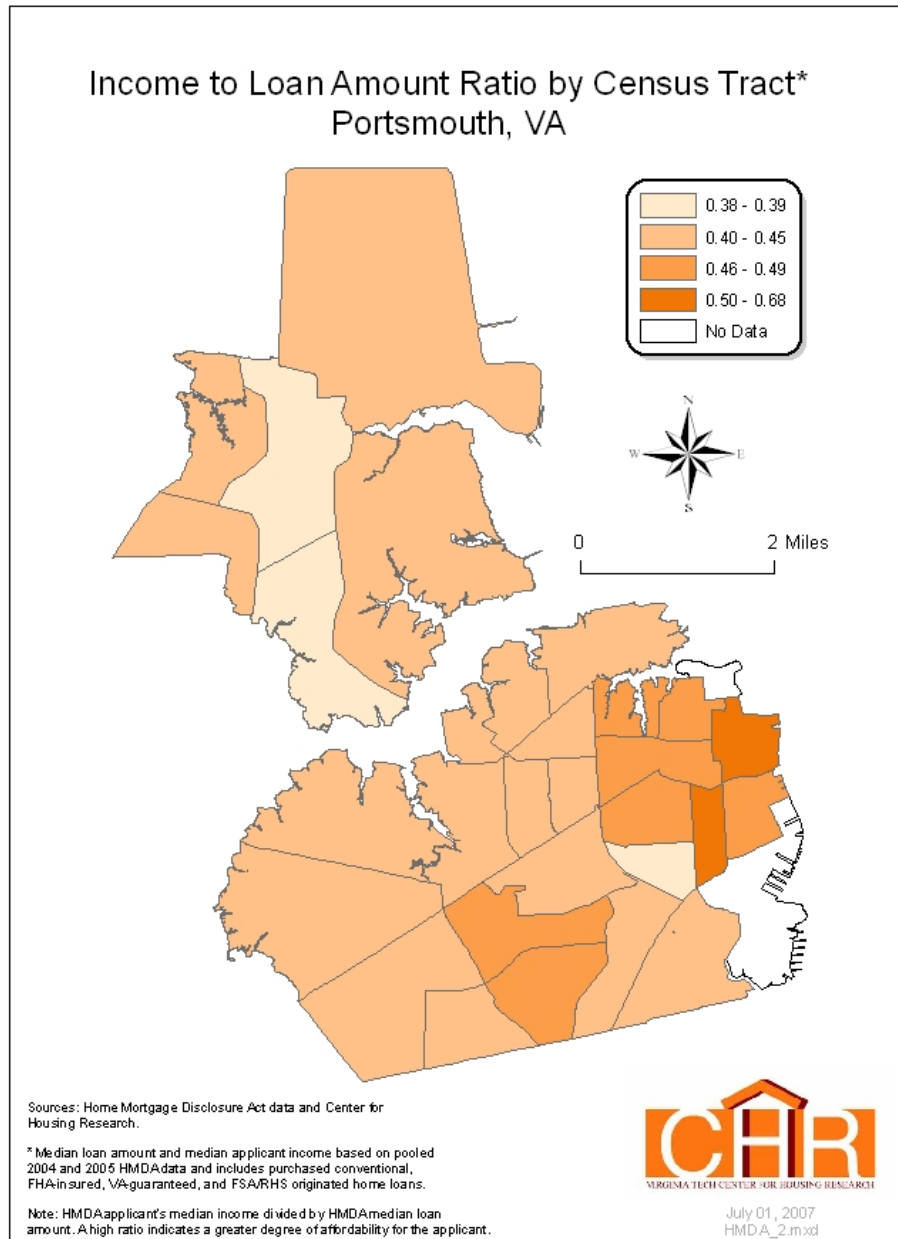 Income to Loan Amount Ratio by Census Tract*
Portsmouth, VA
0.38 - 0.39
0.40 - 0.45
0.46 - 0.49
0.50 - 0.68
No Data
N
W E
S
0 2 Miles
Sources: Home Mortgage Disclosure Act data and Center for
Housing Research.
* Median loan amount and median applicant income based on pooled
2004 and 2005 HMDA data and includes purchased conventional,
FHA-insured, VA-guaranteed, and FSA/RHS originated home loans.
Note: HMDA applicant's median income divided by HMDA median loan
amount. A high ratio indicates a greater degree of affordability for the applicant.
CHR
VIRGINIA TECH CENTER FOR HOUSING RESEARCH
July 01, 2007
HMDA_2.mxd